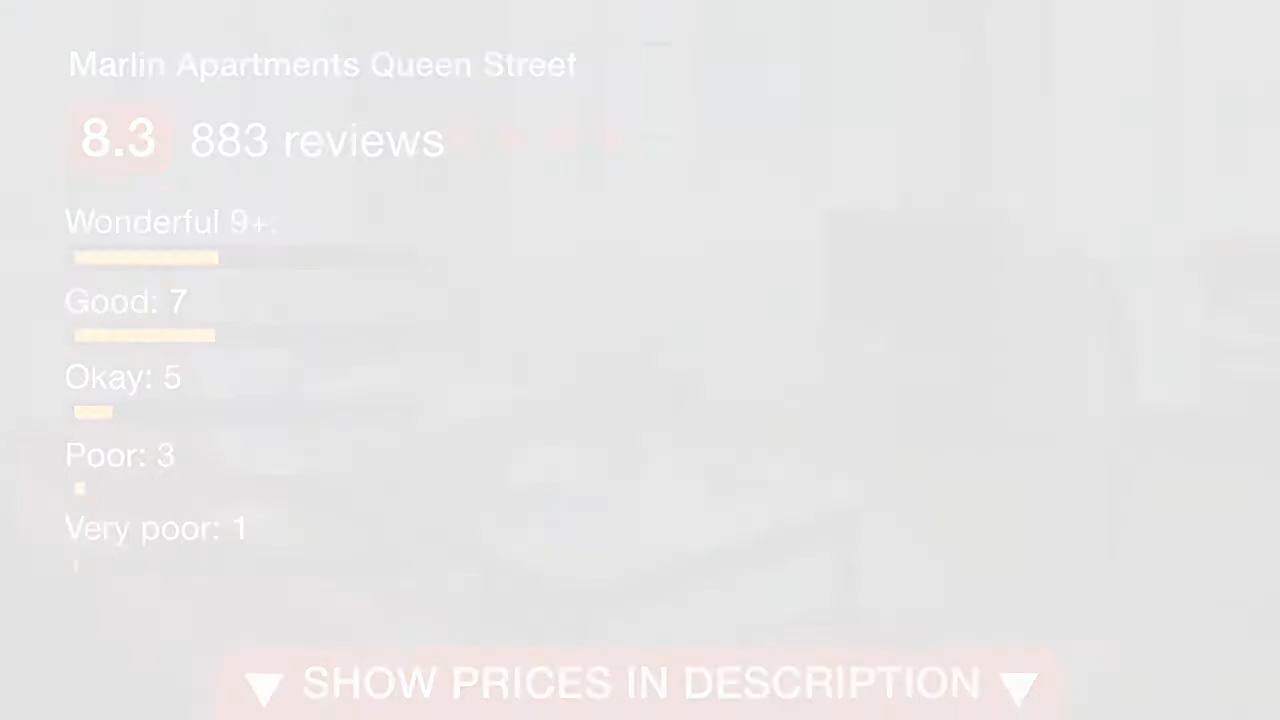 Marlin Apartments Queen Street
8.3 883 reviews
Wonderful 9+:
Good: 7
Okay: 5
Poor: 3
Very poor: 1
▼ SHOW PRICES IN DESCRIPTION ▼